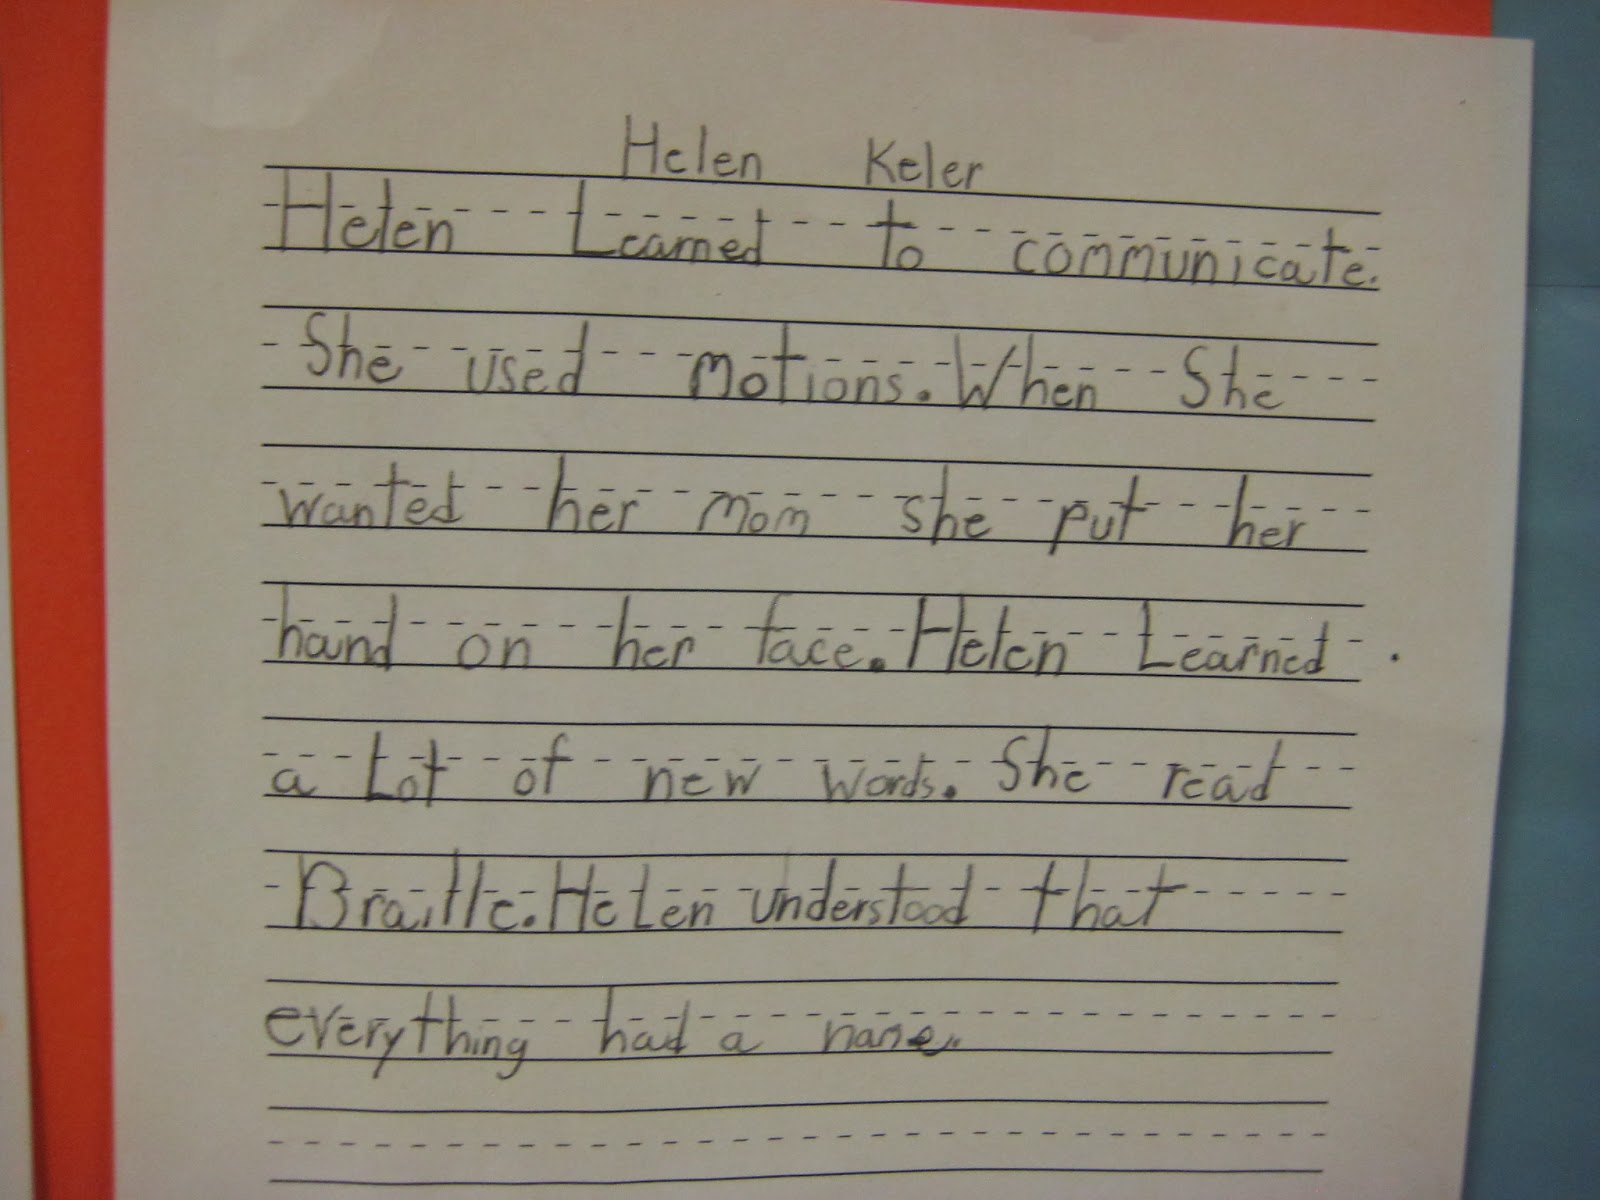 Helen Keler
Helen Learned to communicate.
She used motions. When She
wanted her mom she put her
hand on her face. Helen Learned
a Lot of new words. She read
Braille. Helen understood that
everything had a name.